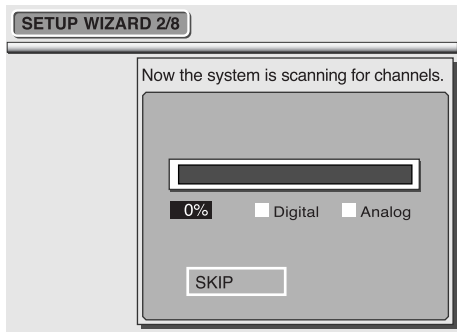 SETUP WIZARD 2/8
Now the system is scanning for channels.
0% Digital Analog
SKIP